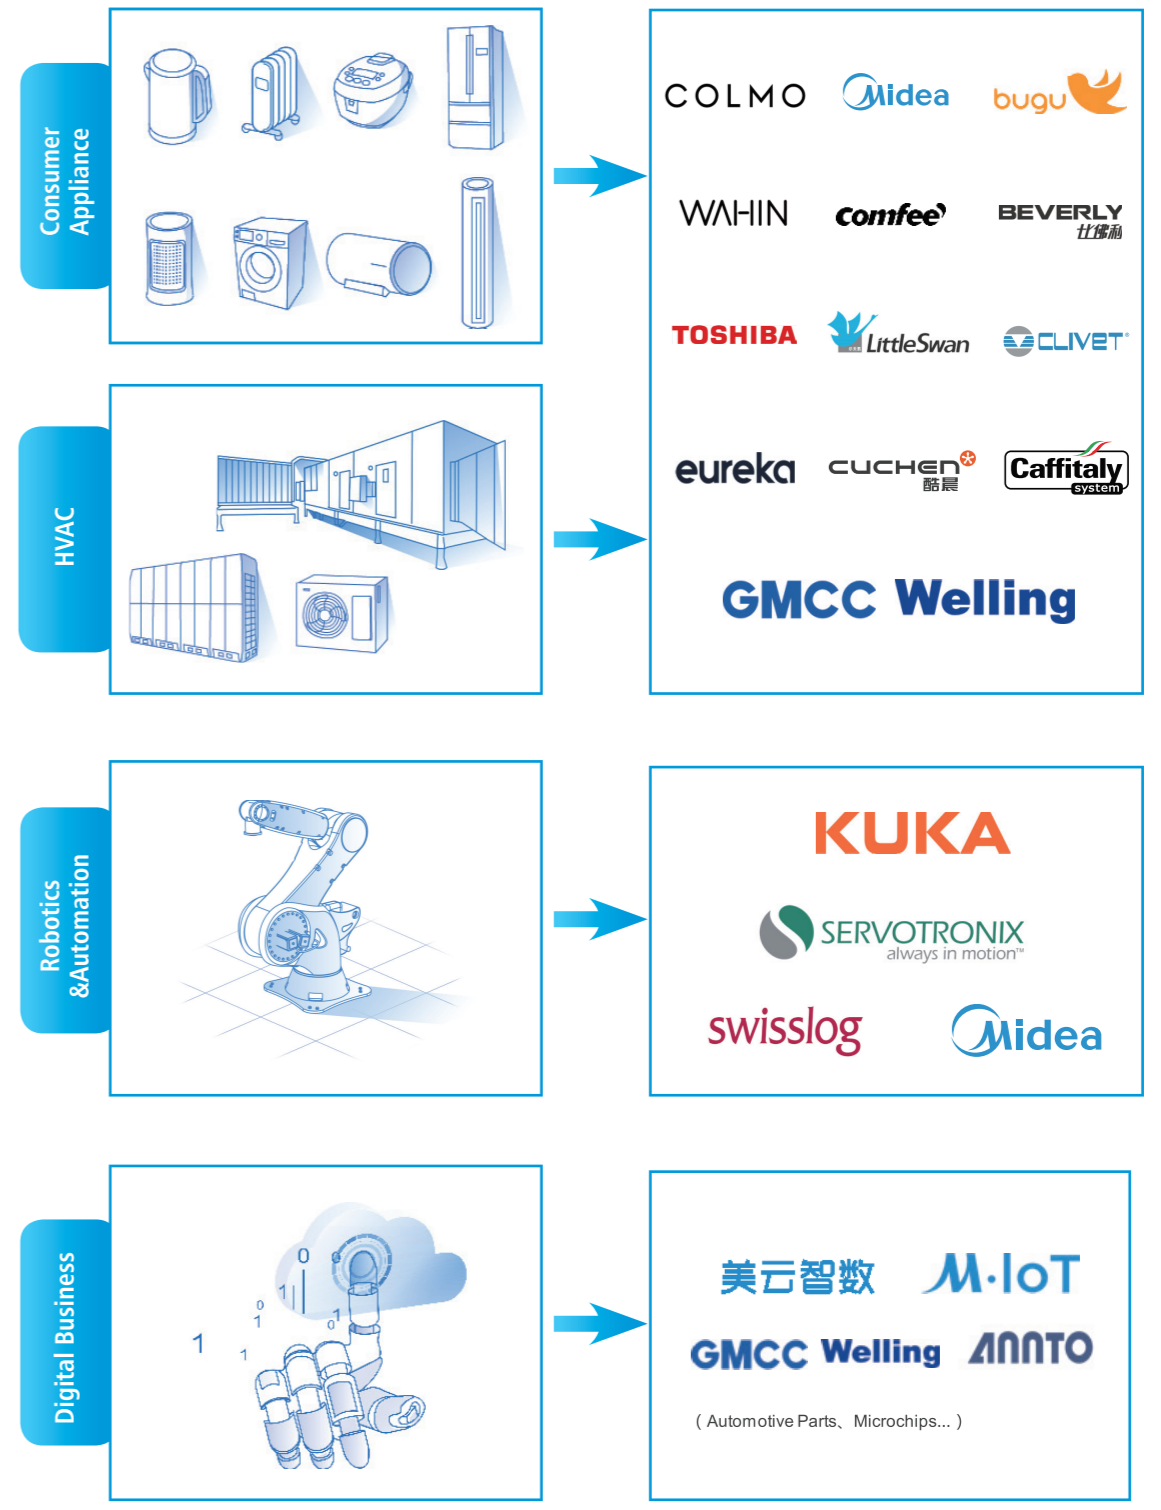 Consumer
Appliance
COLMO
Midea
bugu
WAHIN
comfee'
BEVERLY
比佛利
TOSHIBA
LittleSwan
CLIVET®
eureka
CUCHEN
酷晨
Caffitaly
system
HVAC
GMCC Welling
Robotics
&Automation
KUKA
SERVOTRONIX
always in motion™
swisslog
Midea
Digital Business
0
1
0
1
1
0
1
1
美云智数
M·IoT
GMCC Welling
ANNTO
( Automotive Parts、Microchips... )